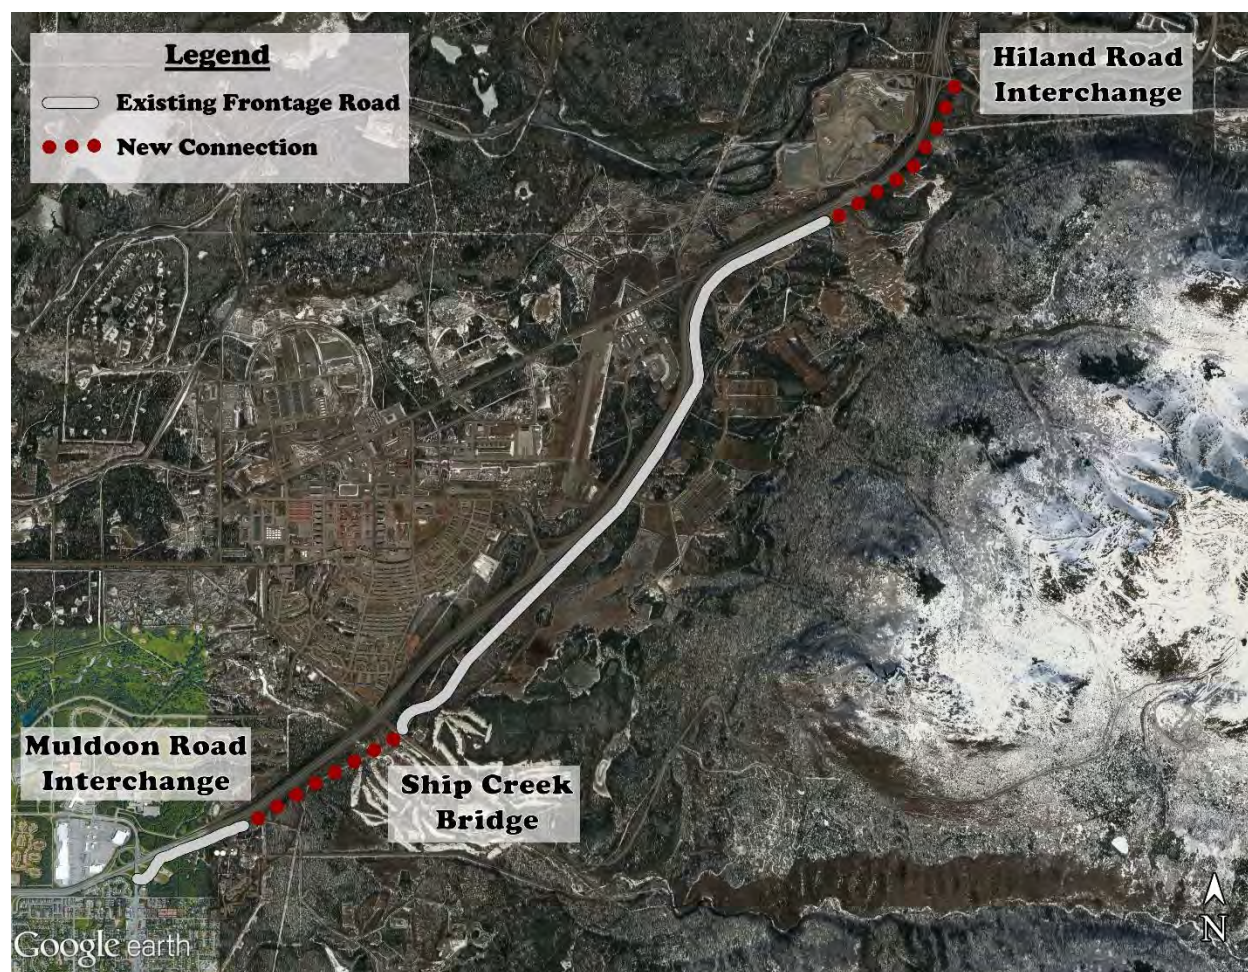 Legend
Existing Frontage Road
New Connection
Hiland Road
Interchange
Muldoon Road
Interchange
Ship Creek
Bridge
Google earth
N